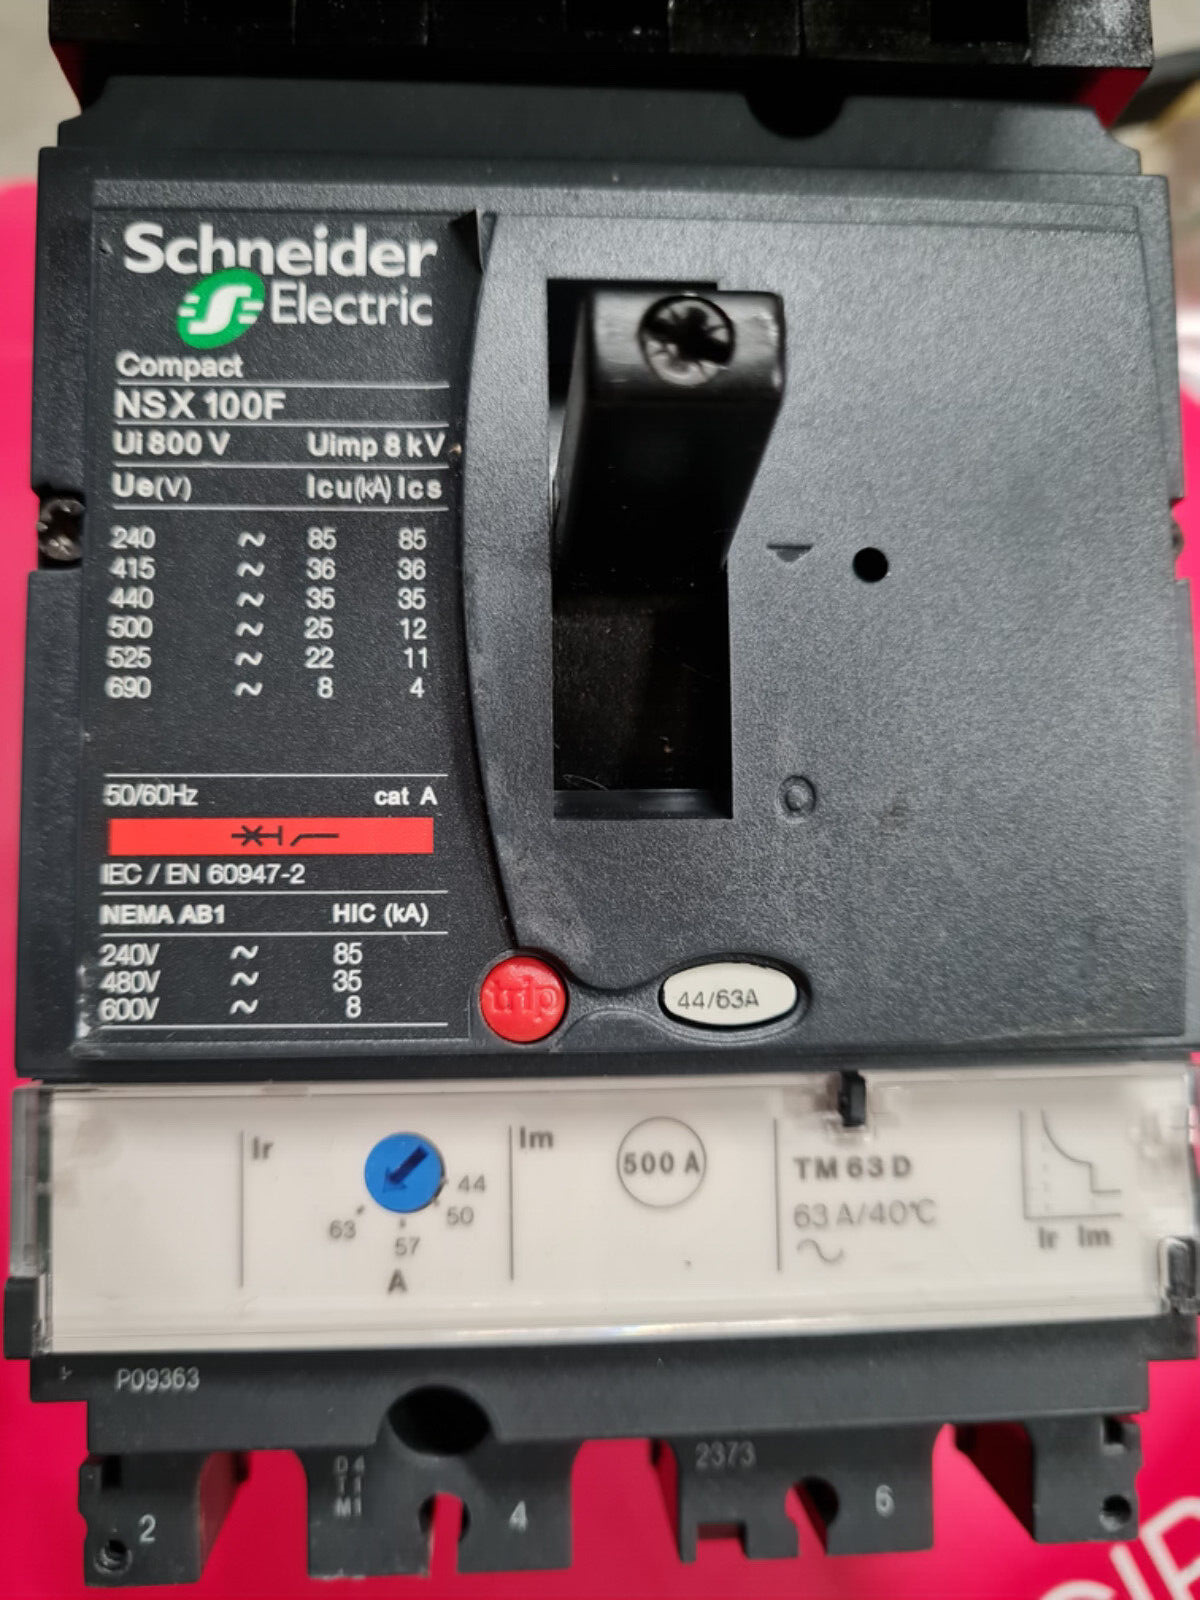 Schneider
Electric
Compact
NSX 100F
Ui 800 V Uimp 8 kV
Ue(V) Icu(kA) Ics
240 ~ 85 85
415 ~ 36 36
440 ~ 35 35
500 ~ 25 12
525 ~ 22 11
690 ~ 8 4
50/60Hz cat A
IEC / EN 60947-2
NEMA AB1 HIC (kA)
240V ~ 85
480V ~ 35
600V ~ 8
trip
44/63A
Ir
44
50
57
63
A
Im
500 A
TM 63 D
63 A/40°C
~
Ir Im
P09363
D4
T1
M1
2373
2
4
6